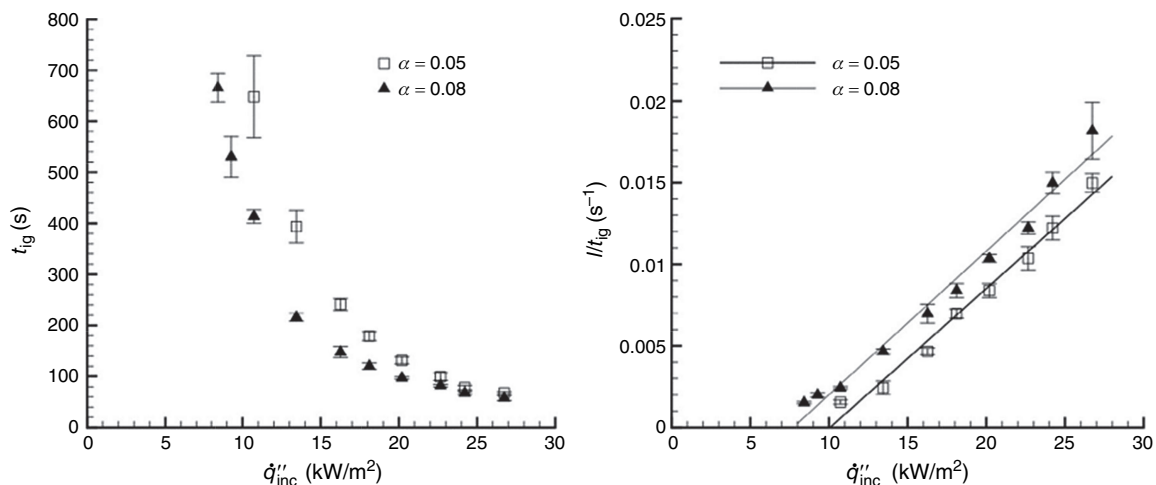 800
700
600
500
400
300
200
100
0
0 5 10 15 20 25 30
t_ig (s)
q̇″_inc (kW/m²)
α = 0.05
α = 0.08
0.025
0.02
0.015
0.01
0.005
0
0 5 10 15 20 25 30
I/t_ig (s⁻¹)
q̇″_inc (kW/m²)
α = 0.05
α = 0.08